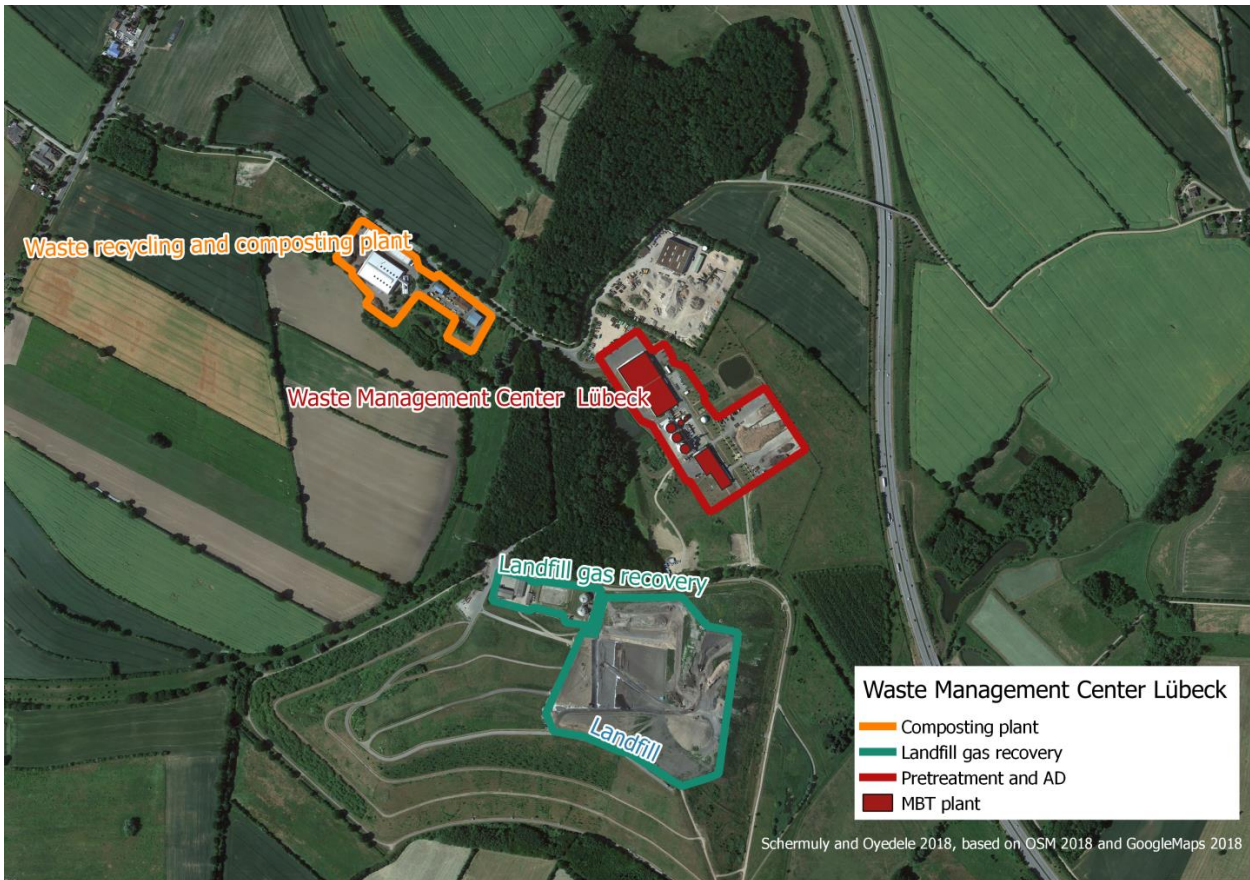 Waste recycling and composting plant
Waste Management Center Lübeck
Landfill gas recovery
Landfill
Waste Management Center Lübeck
Composting plant
Landfill gas recovery
Pretreatment and AD
MBT plant
Schermuly and Oyedele 2018, based on OSM 2018 and GoogleMaps 2018